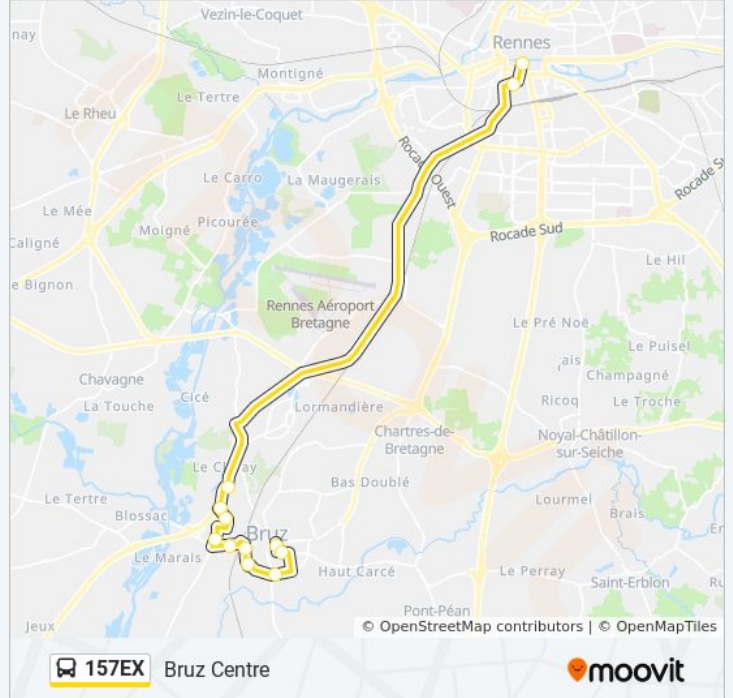 Vezin-le-Coquet
nay
Rennes
Montigné
Le Tertre
Le Rheu
Rocade Ouest
Le Carro
La Maugerais
Rocade Su
Le Mée
Picourée
Moigné
Caligné
Rocade Sud
Le Hil
e Bignon
Rennes Aéroport
Bretagne
Le Pré Noë
Le Puisel
ais
Champagné
Chavagne
Cicé
La Touche
Lormandière
Ricoq
Le Troche
Chartres-de-
Bretagne
Noyal-Châtillon-
sur-Seiche
Bas Doublé
Le Tertre
Lourmel
Blossac
Brais
Bruz
Er
Le Marais
Haut Carcé
Le Perray
Saint-Erblon
Ru
Pont-Péan
Jeux
© OpenStreetMap contributors | © OpenMapTiles
157EX Bruz Centre
moovit